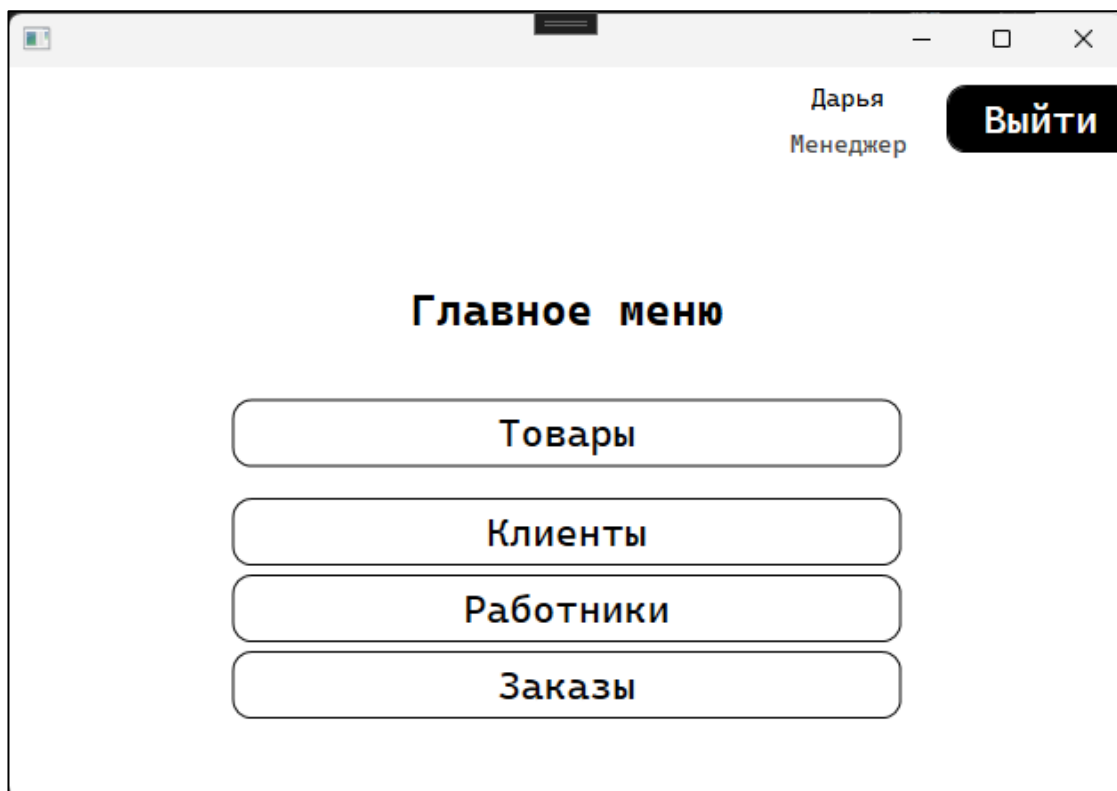 Дарья
Выйти
Менеджер
Главное меню
Товары
Клиенты
Работники
Заказы